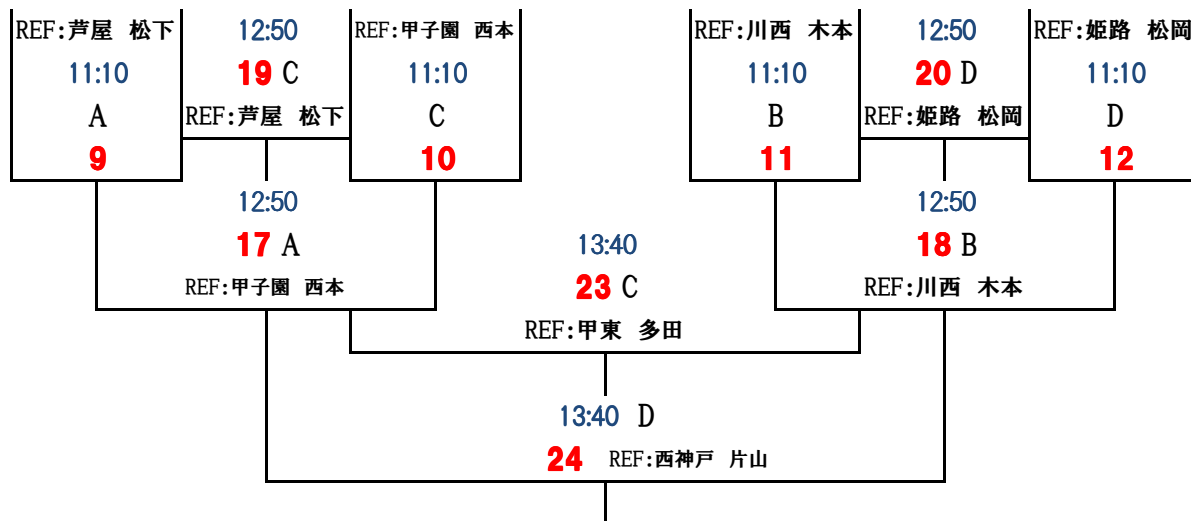 REF:芦屋 松下 12:50 REF:甲子園 西本 REF:川西 木本 12:50 REF:姫路 松岡
11:10 19 C 11:10 11:10 20 D 11:10
A REF:芦屋 松下 C B REF:姫路 松岡 D
9 10 11 12
12:50 12:50
17 A 13:40 18 B
REF:甲子園 西本 23 C REF:川西 木本
REF:甲東 多田
13:40 D
24 REF:西神戸 片山